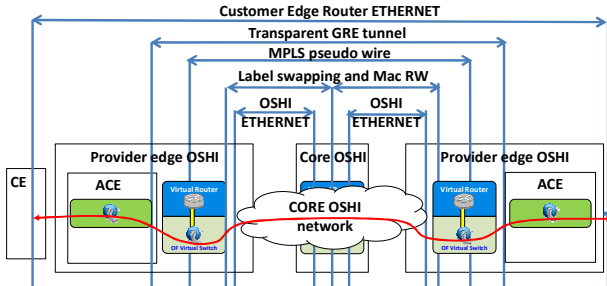 Customer Edge Router ETHERNET
Transparent GRE tunnel
MPLS pseudo wire
Label swapping and Mac RW
OSHI
ETHERNET
OSHI
ETHERNET
Provider edge OSHI
Core OSHI
Provider edge OSHI
CE
ACE
Virtual Router
OF Virtual Switch
CORE OSHI
network
Virtual Router
OF Virtual Switch
ACE